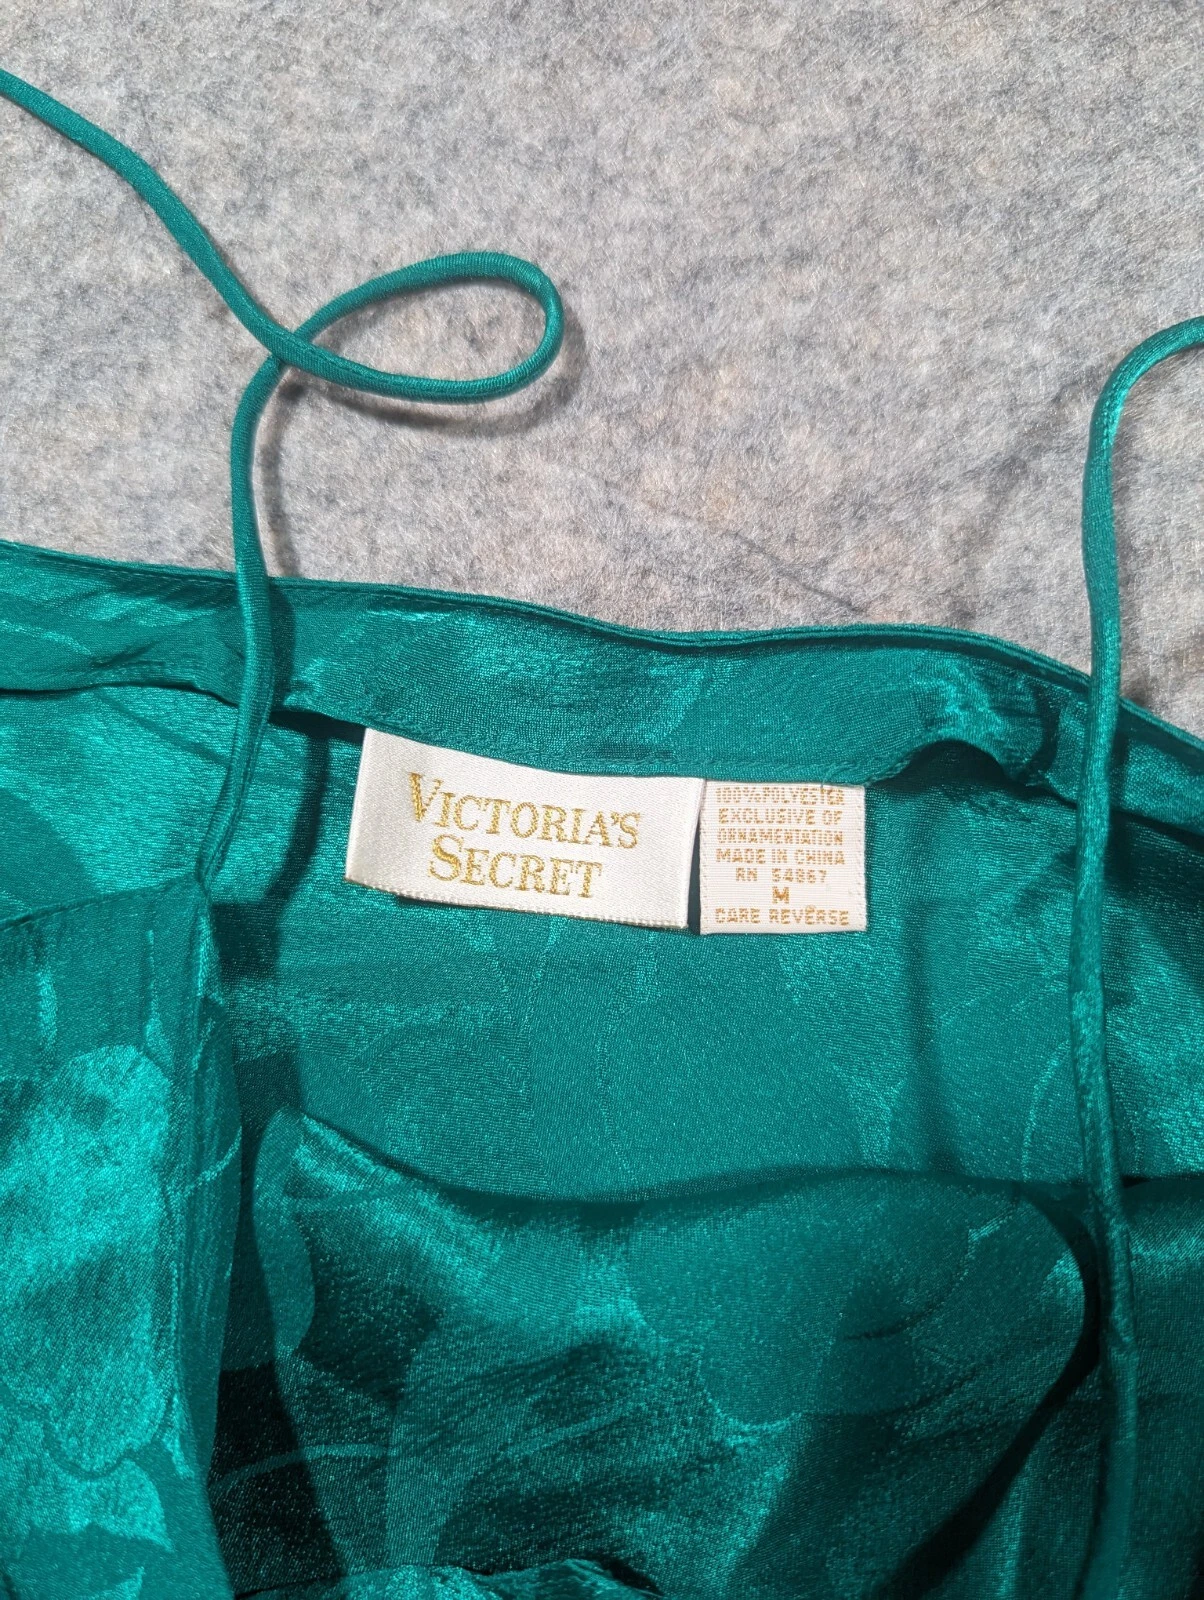 VICTORIA'S
SECRET
100% POLYESTER
EXCLUSIVE OF
ORNAMENTATION
MADE IN CHINA
RN 54867
M
CARE REVERSE